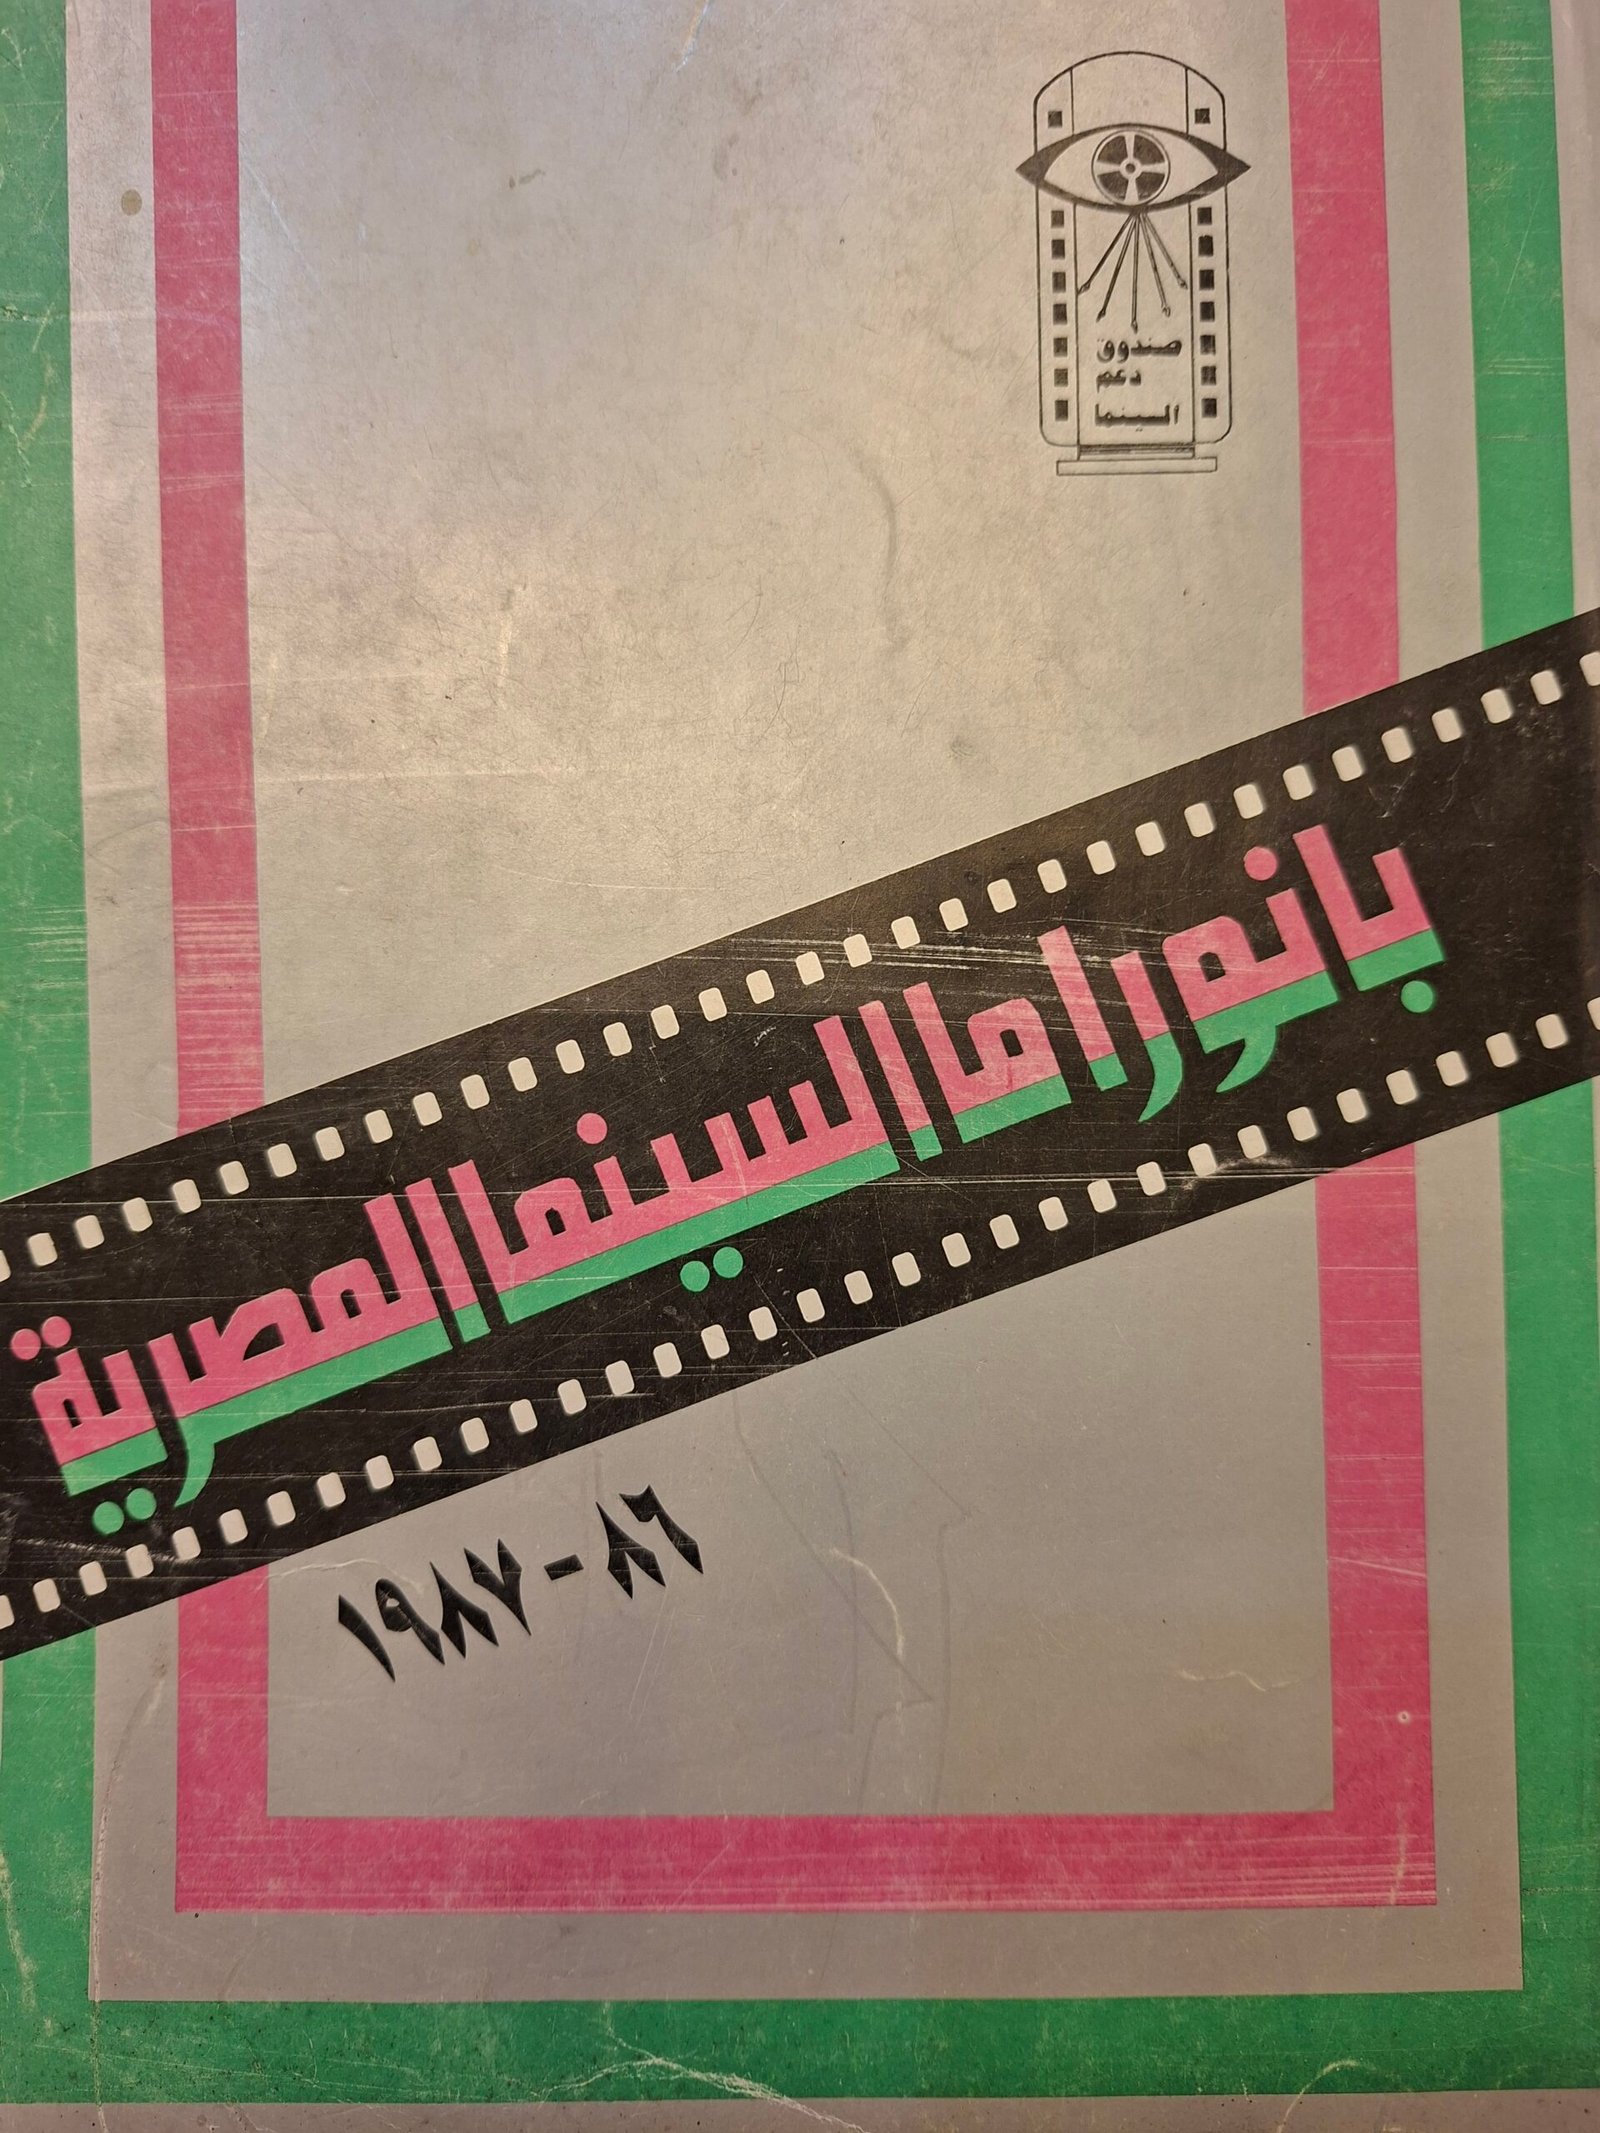 صندوق
دعم
السينما
بانوراما السينما المصرية
٨٦ - ١٩٨٧